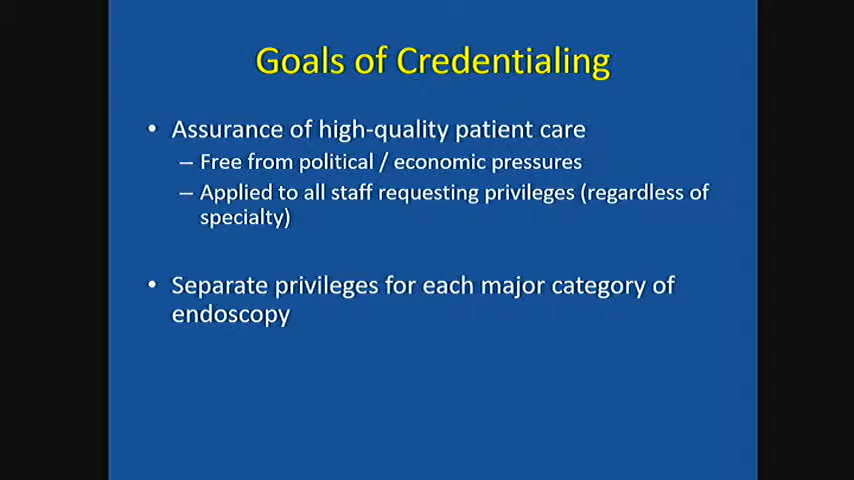 Goals of Credentialing
• Assurance of high-quality patient care
– Free from political / economic pressures
– Applied to all staff requesting privileges (regardless of
specialty)
• Separate privileges for each major category of
endoscopy